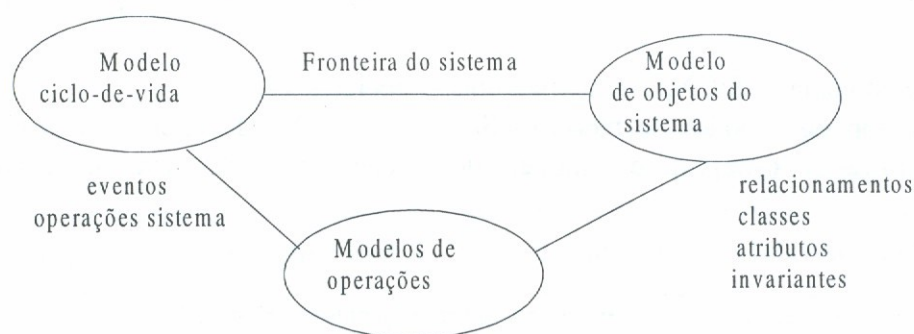 Modelo
ciclo-de-vida
Fronteira do sistema
Modelo
de objetos do
sistema
eventos
operações sistema
Modelos de
operações
relacionamentos
classes
atributos
invariantes